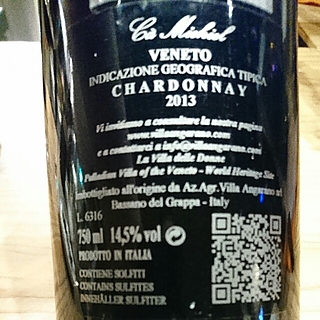 Cà Michiel
VENETO
INDICAZIONE GEOGRAFICA TIPICA
CHARDONNAY
2013
Vi invitiamo a consultare la nostra pagina
www.villaangarano.com
e a contattarci a info@villaangarano.com
La Villa delle Donne
Palladian Villa of the Veneto - World Heritage Site
Imbottigliato all'origine da Az.Agr.Villa Angarano srl
Bassano del Grappa - Italy
L. 6316
750 ml 14,5% vol
PRODOTTO IN ITALIA
CONTIENE SOLFITI
CONTAINS SULFITES
INNEHÅLLER SULFITER